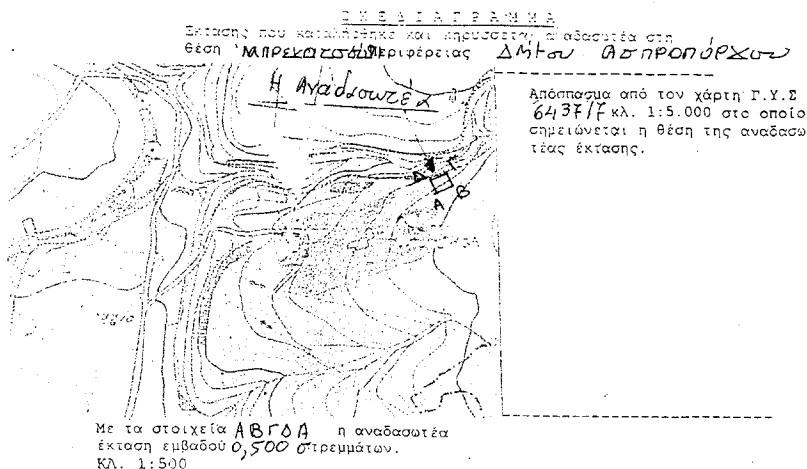 ΣΧΕΔΙΑΓΡΑΜΜΑ
Έκτασης που καταλήφθηκε και κηρύσσεται αναδασωτέα στη
θέση περιφέρειας Δήμου Ασπροπύργου
Η Αναδασωτέα
Απόσπασμα από τον χάρτη Γ.Υ.Σ
6437/7 κλ. 1:5.000 στο οποίο
σημειώνεται η θέση της αναδασω
τέας έκτασης.
Δ Γ
Α Β
Με τα στοιχεία ΑΒΓΔΑ η αναδασωτέα
έκταση εμβαδού 0,500 στρεμμάτων.
ΚΛ. 1:500